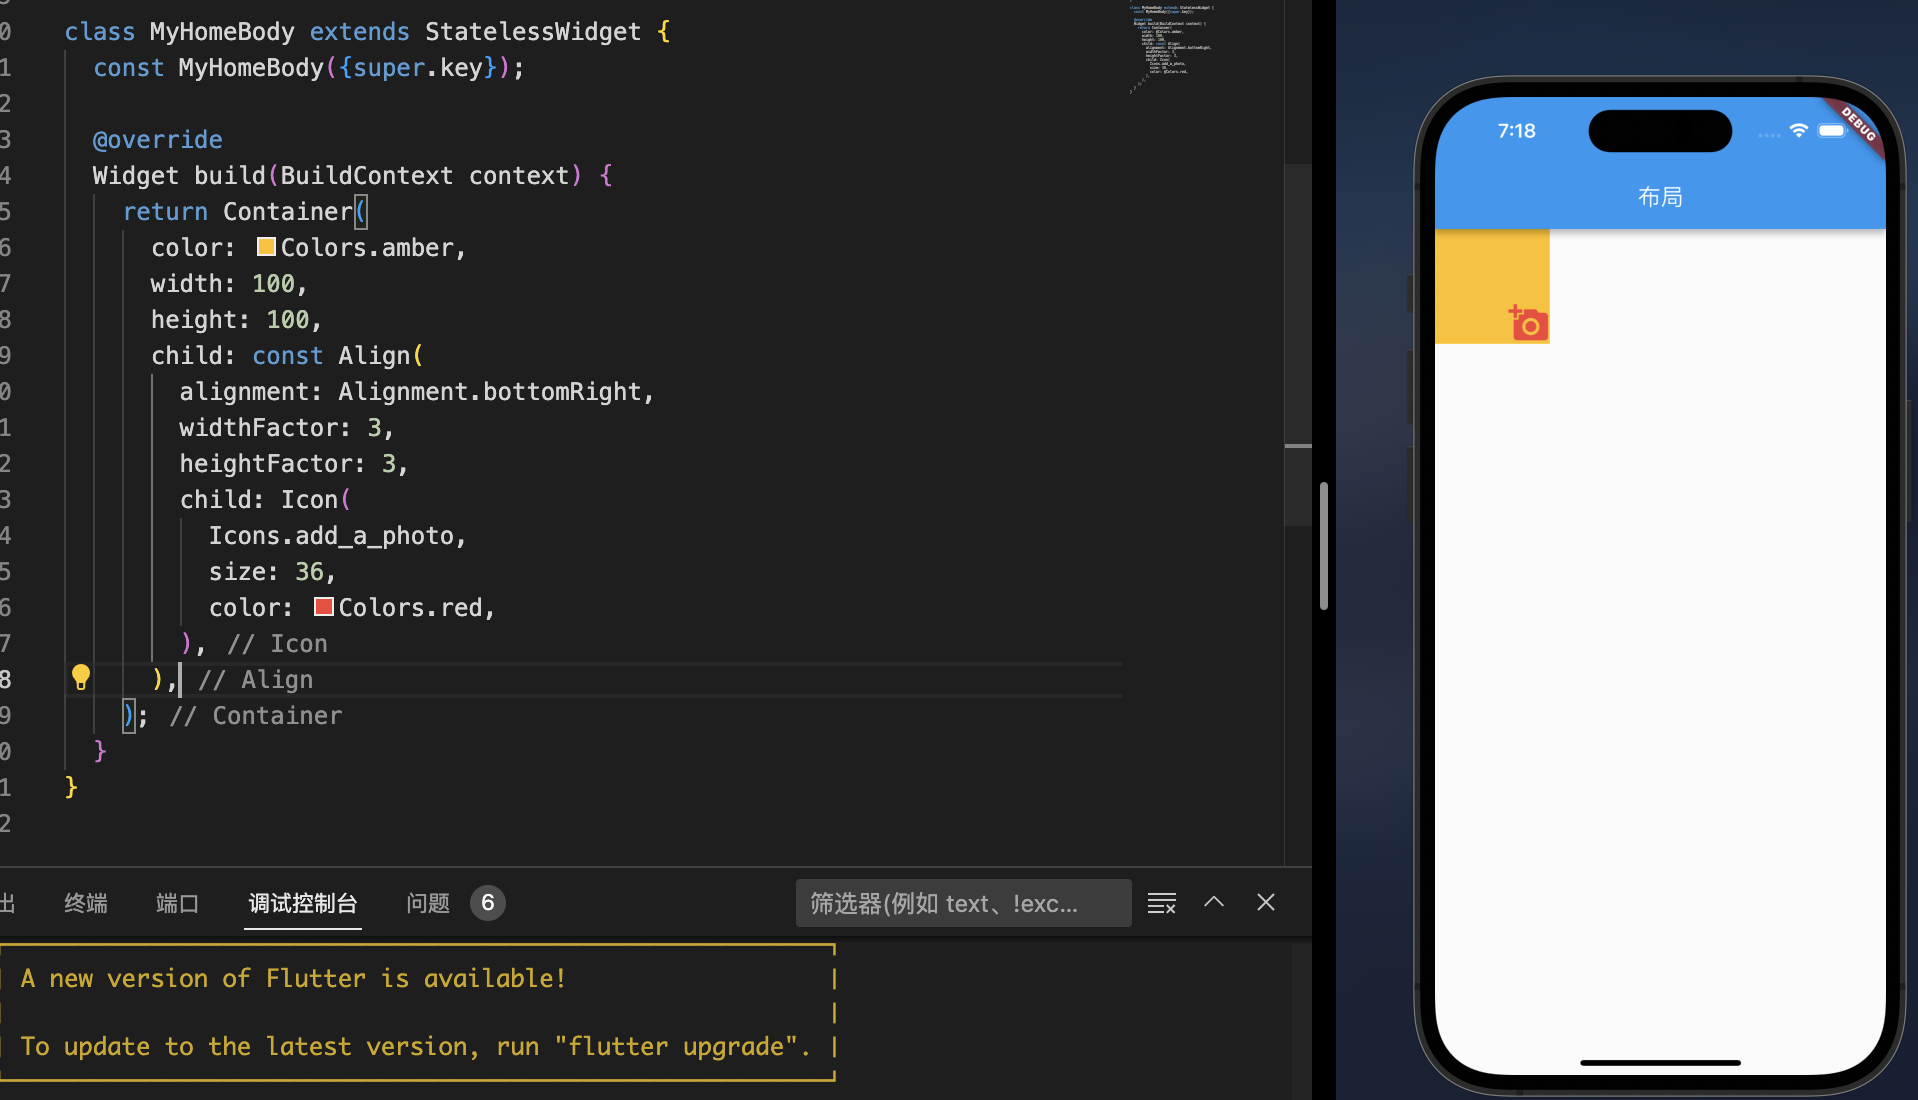 0 class MyHomeBody extends StatelessWidget {
1 const MyHomeBody({super.key});
2
3 @override
4 Widget build(BuildContext context) {
5 return Container(
6 color: Colors.amber,
7 width: 100,
8 height: 100,
9 child: const Align(
0 alignment: Alignment.bottomRight,
1 widthFactor: 3,
2 heightFactor: 3,
3 child: Icon(
4 Icons.add_a_photo,
5 size: 36,
6 color: Colors.red,
7 ), // Icon
8 ), // Align
9 ); // Container
0 }
1 }
2
出 终端 端口 调试控制台 问题 6 筛选器(例如 text、!exc...
A new version of Flutter is available!
To update to the latest version, run "flutter upgrade".
7:18
DEBUG
布局